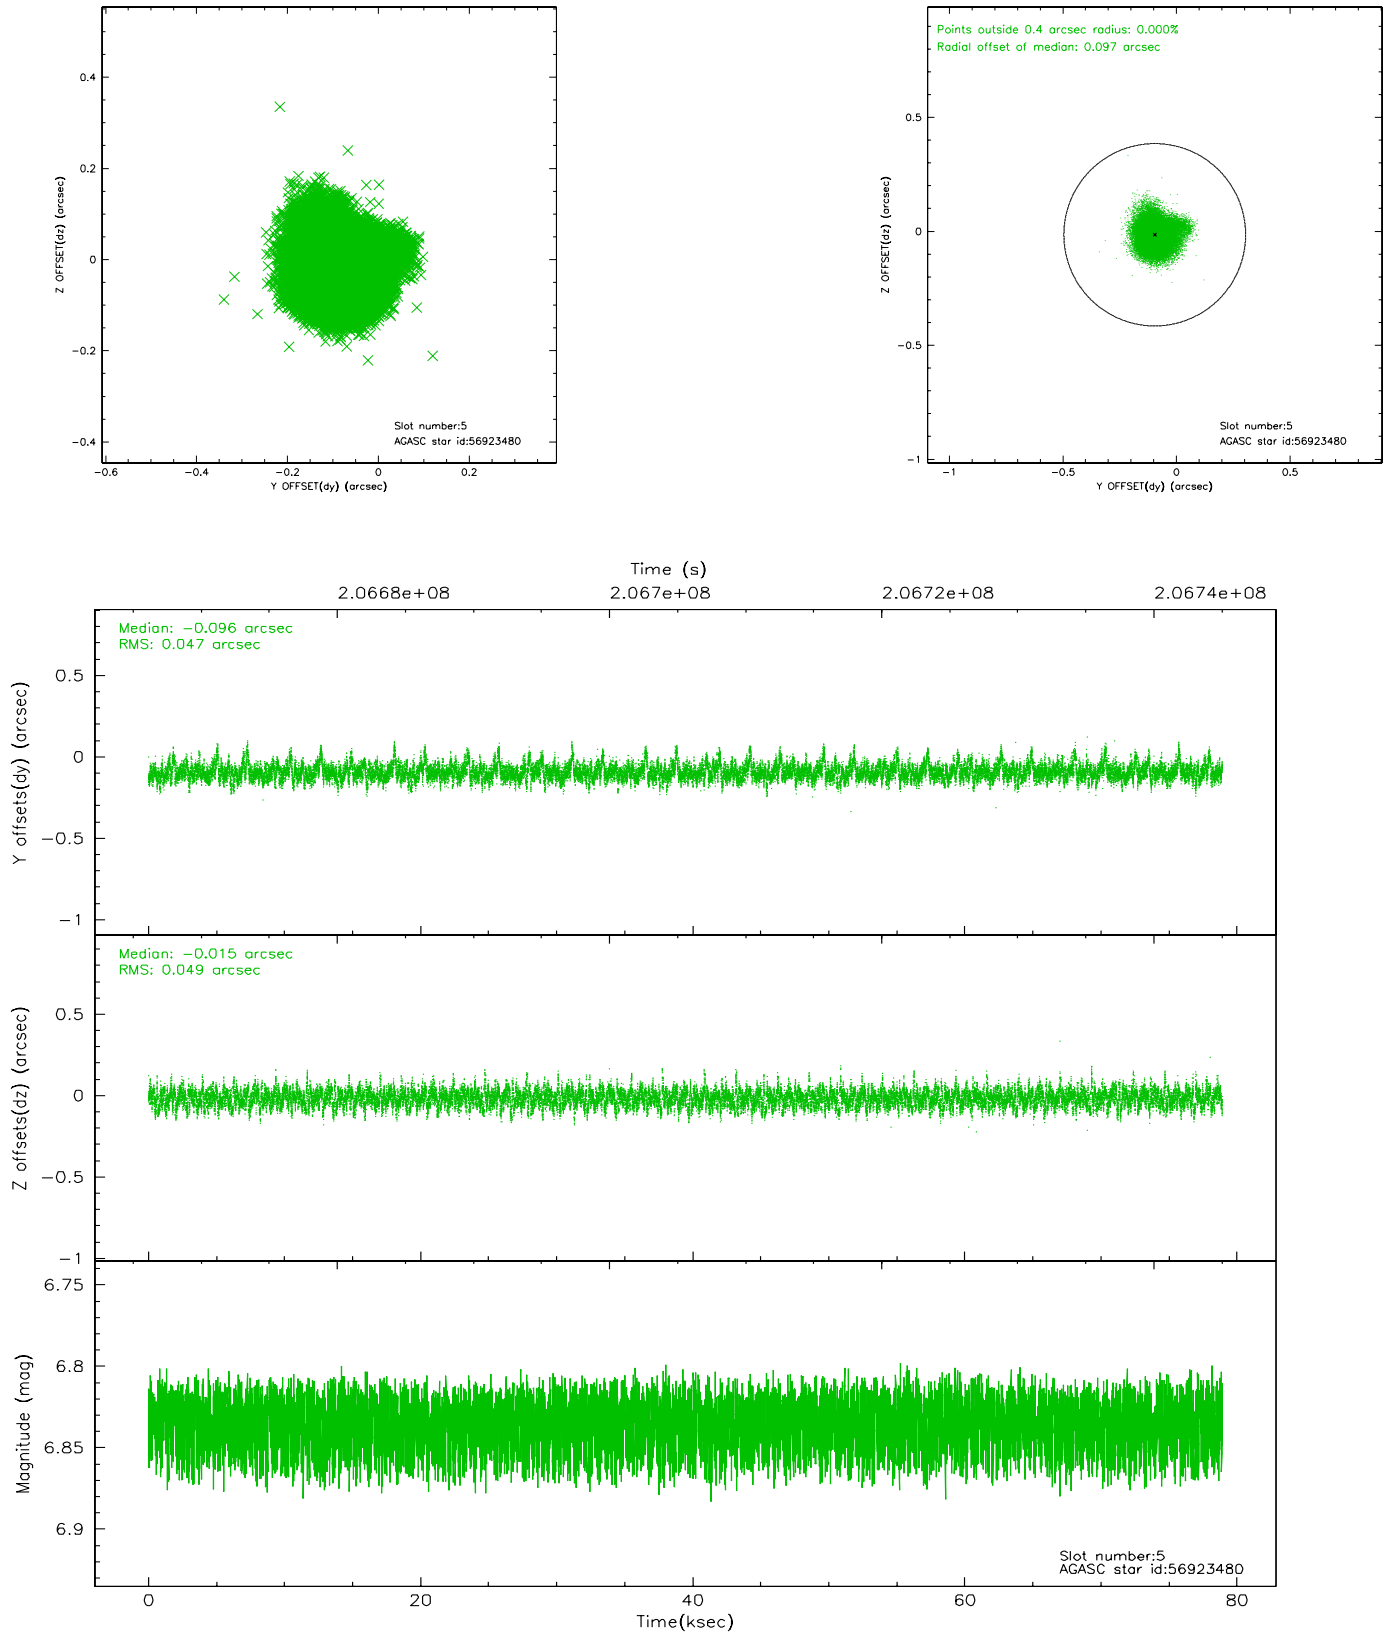 0.4
0.2
0
−0.2
−0.4
Z OFFSET(dz) (arcsec)
Slot number:5
AGASC star id:56923480
−0.6
−0.4
−0.2
0
0.2
Y OFFSET(dy) (arcsec)
Points outside 0.4 arcsec radius: 0.000%
Radial offset of median: 0.097 arcsec
0.5
0
−0.5
−1
Z OFFSET(dz) (arcsec)
Slot number:5
AGASC star id:56923480
−1
−0.5
0
0.5
Y OFFSET(dy) (arcsec)
Time (s)
2.0668e+08
2.067e+08
2.0672e+08
2.0674e+08
Median: −0.096 arcsec
RMS: 0.047 arcsec
0.5
0
−0.5
−1
Y offsets(dy) (arcsec)
Median: −0.015 arcsec
RMS: 0.049 arcsec
0.5
0
−0.5
−1
Z offsets(dz) (arcsec)
6.75
6.8
6.85
6.9
Magnitude (mag)
Slot number:5
AGASC star id:56923480
0
20
40
60
80
Time(ksec)